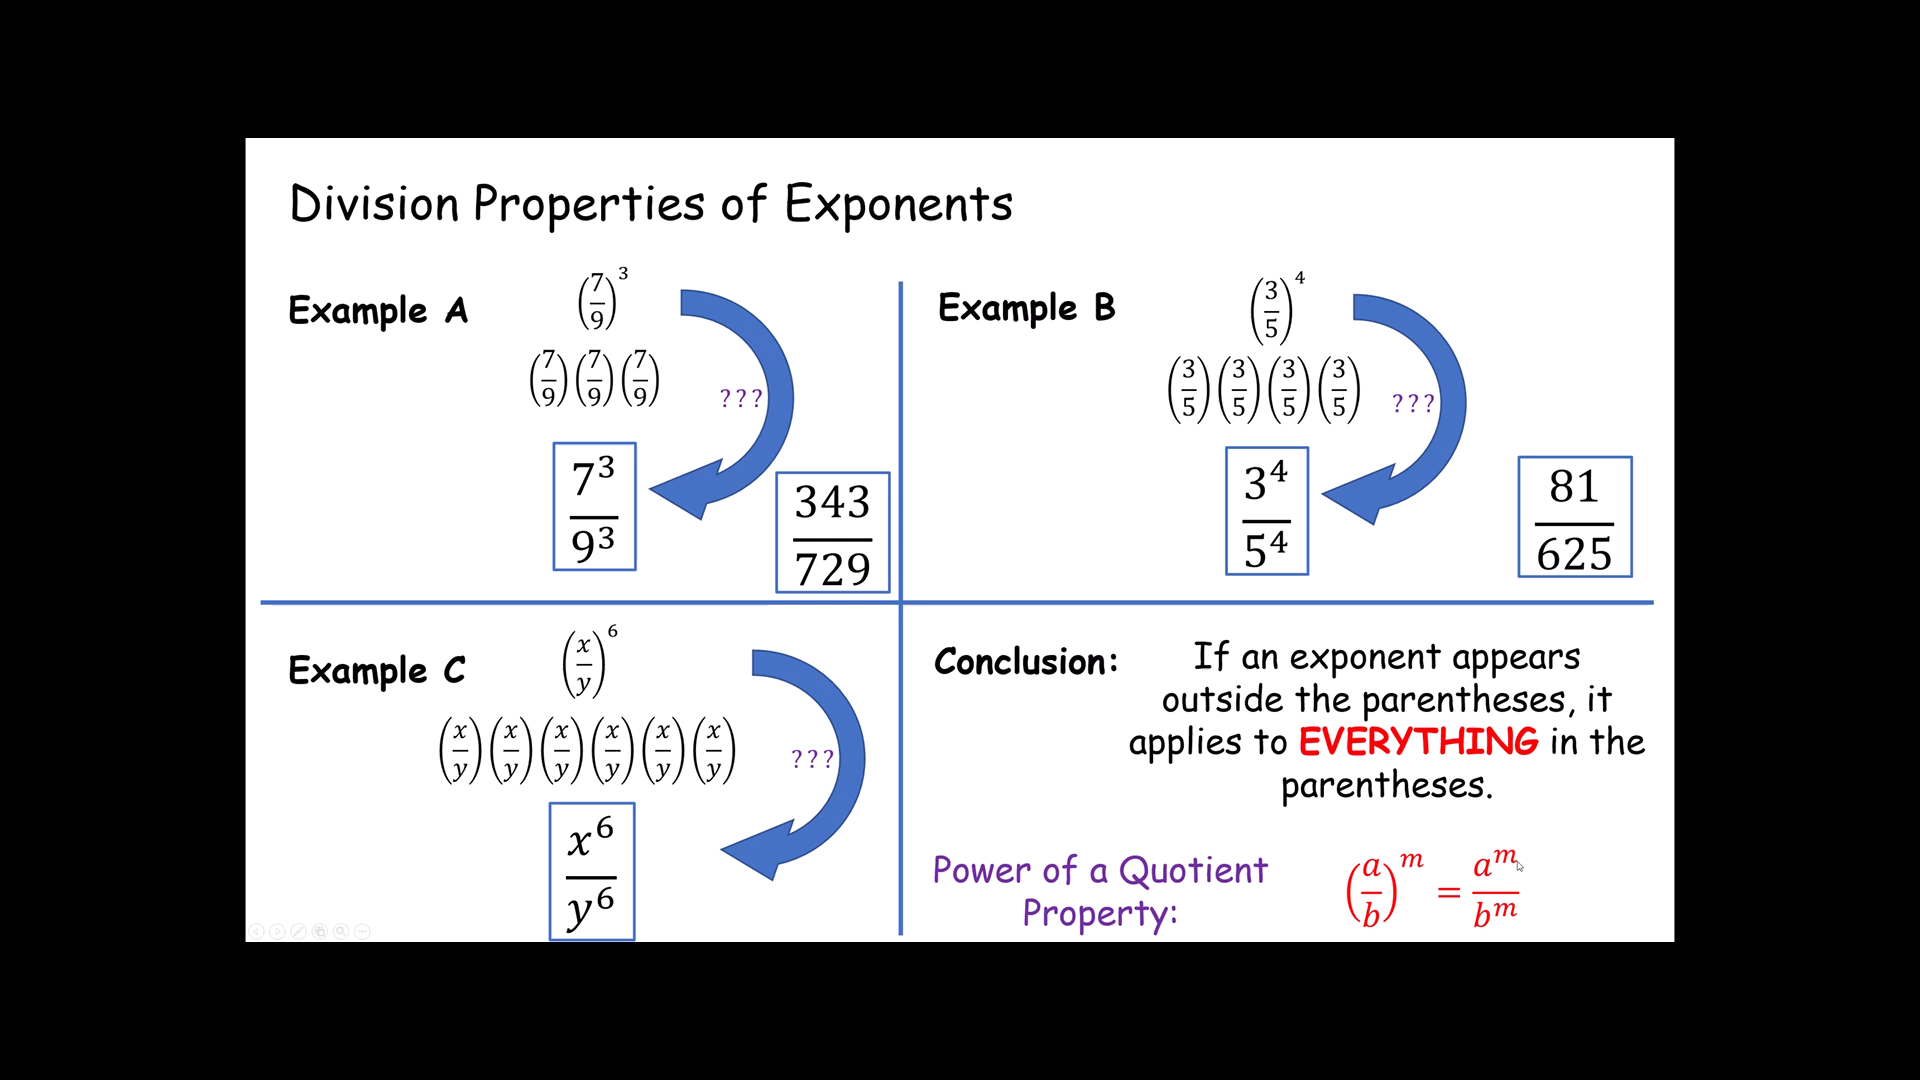 Division Properties of Exponents
Example A
(7/9)^3
(7/9)(7/9)(7/9)
???
7^3/9^3
343/729
Example B
(3/5)^4
(3/5)(3/5)(3/5)(3/5)
???
3^4/5^4
81/625
Example C
(x/y)^6
(x/y)(x/y)(x/y)(x/y)(x/y)(x/y)
???
x^6/y^6
Conclusion:
If an exponent appears
outside the parentheses, it
applies to EVERYTHING in the
parentheses.
Power of a Quotient
Property:
(a/b)^m = a^m/b^m